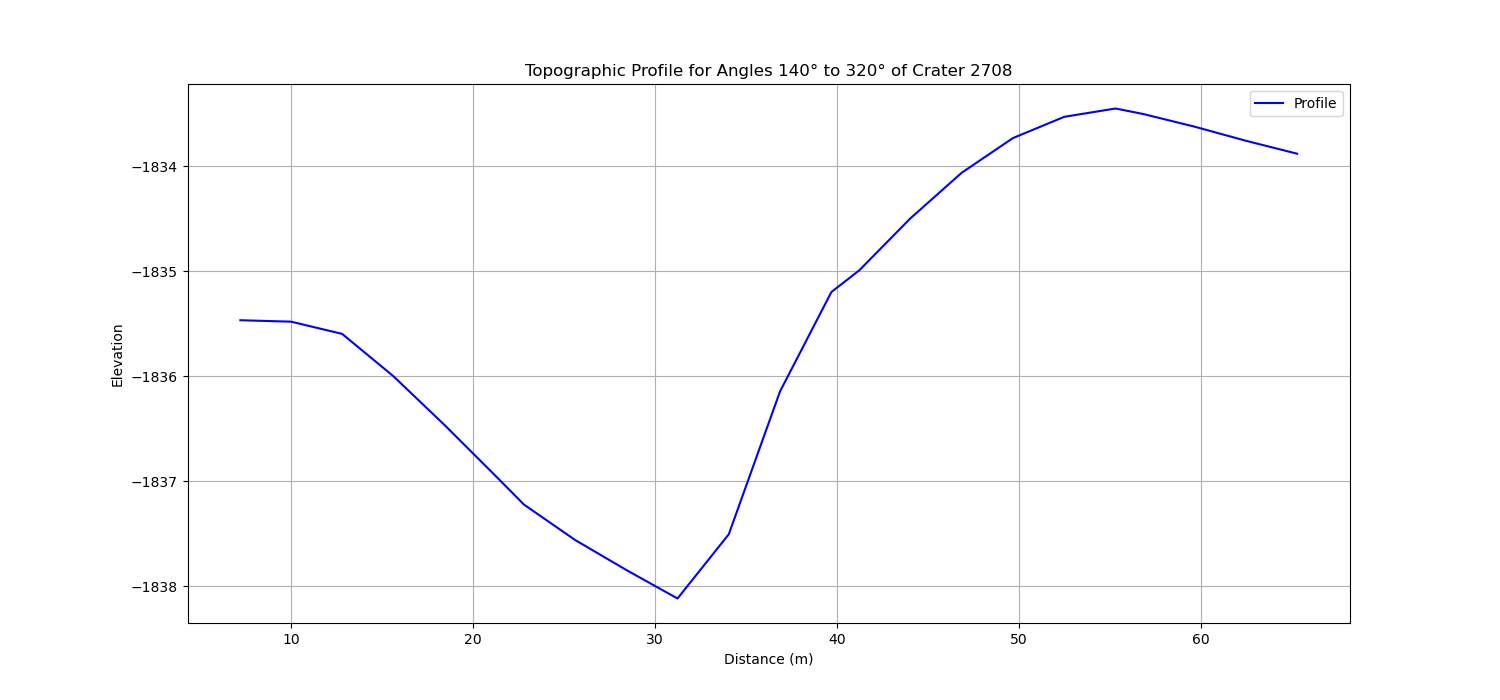 Topographic Profile for Angles 140° to 320° of Crater 2708
Profile
−1834
−1835
−1836
−1837
−1838
Elevation
10 20 30 40 50 60
Distance (m)